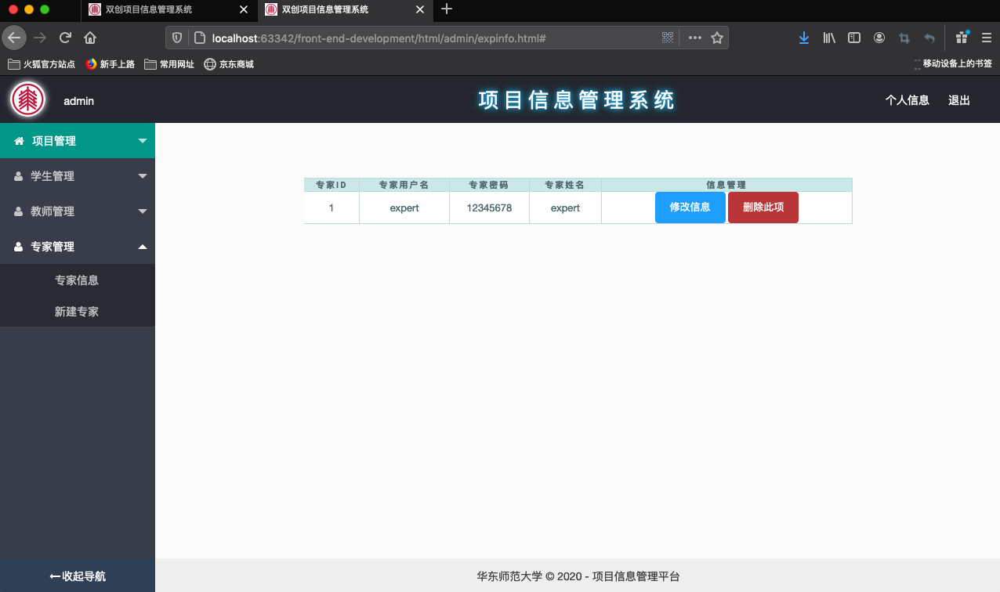 双创项目信息管理系统
双创项目信息管理系统
localhost:63342/front-end-development/html/admin/expinfo.html#
火狐官方站点 新手上路 常用网址 京东商城 移动设备上的书签
admin 项目信息管理系统 个人信息 退出
项目管理
学生管理
教师管理
专家管理
专家信息
新建专家
专家ID 专家用户名 专家密码 专家姓名 信息管理
1 expert 12345678 expert 修改信息 删除此项
收起导航
华东师范大学 © 2020 - 项目信息管理平台